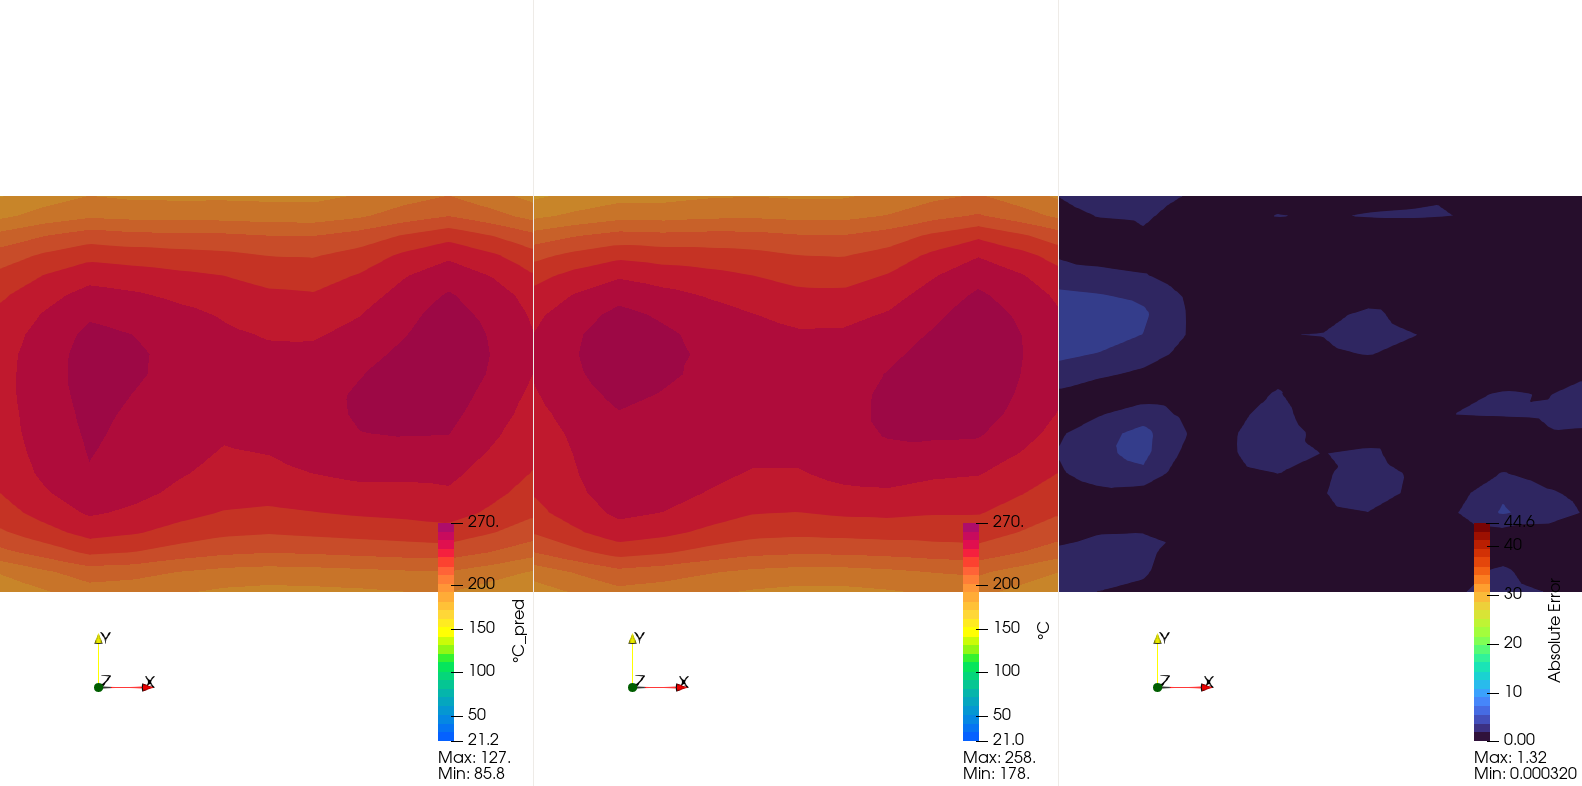 270.
200
150
100
50
21.2
°C_pred
Max: 127.
Min: 85.8
Y
Z
X
270.
200
150
100
50
21.0
°C
Max: 258.
Min: 178.
Y
Z
X
44.6
40
30
20
10
0.00
Absolute Error
Max: 1.32
Min: 0.000320
Y
Z
X